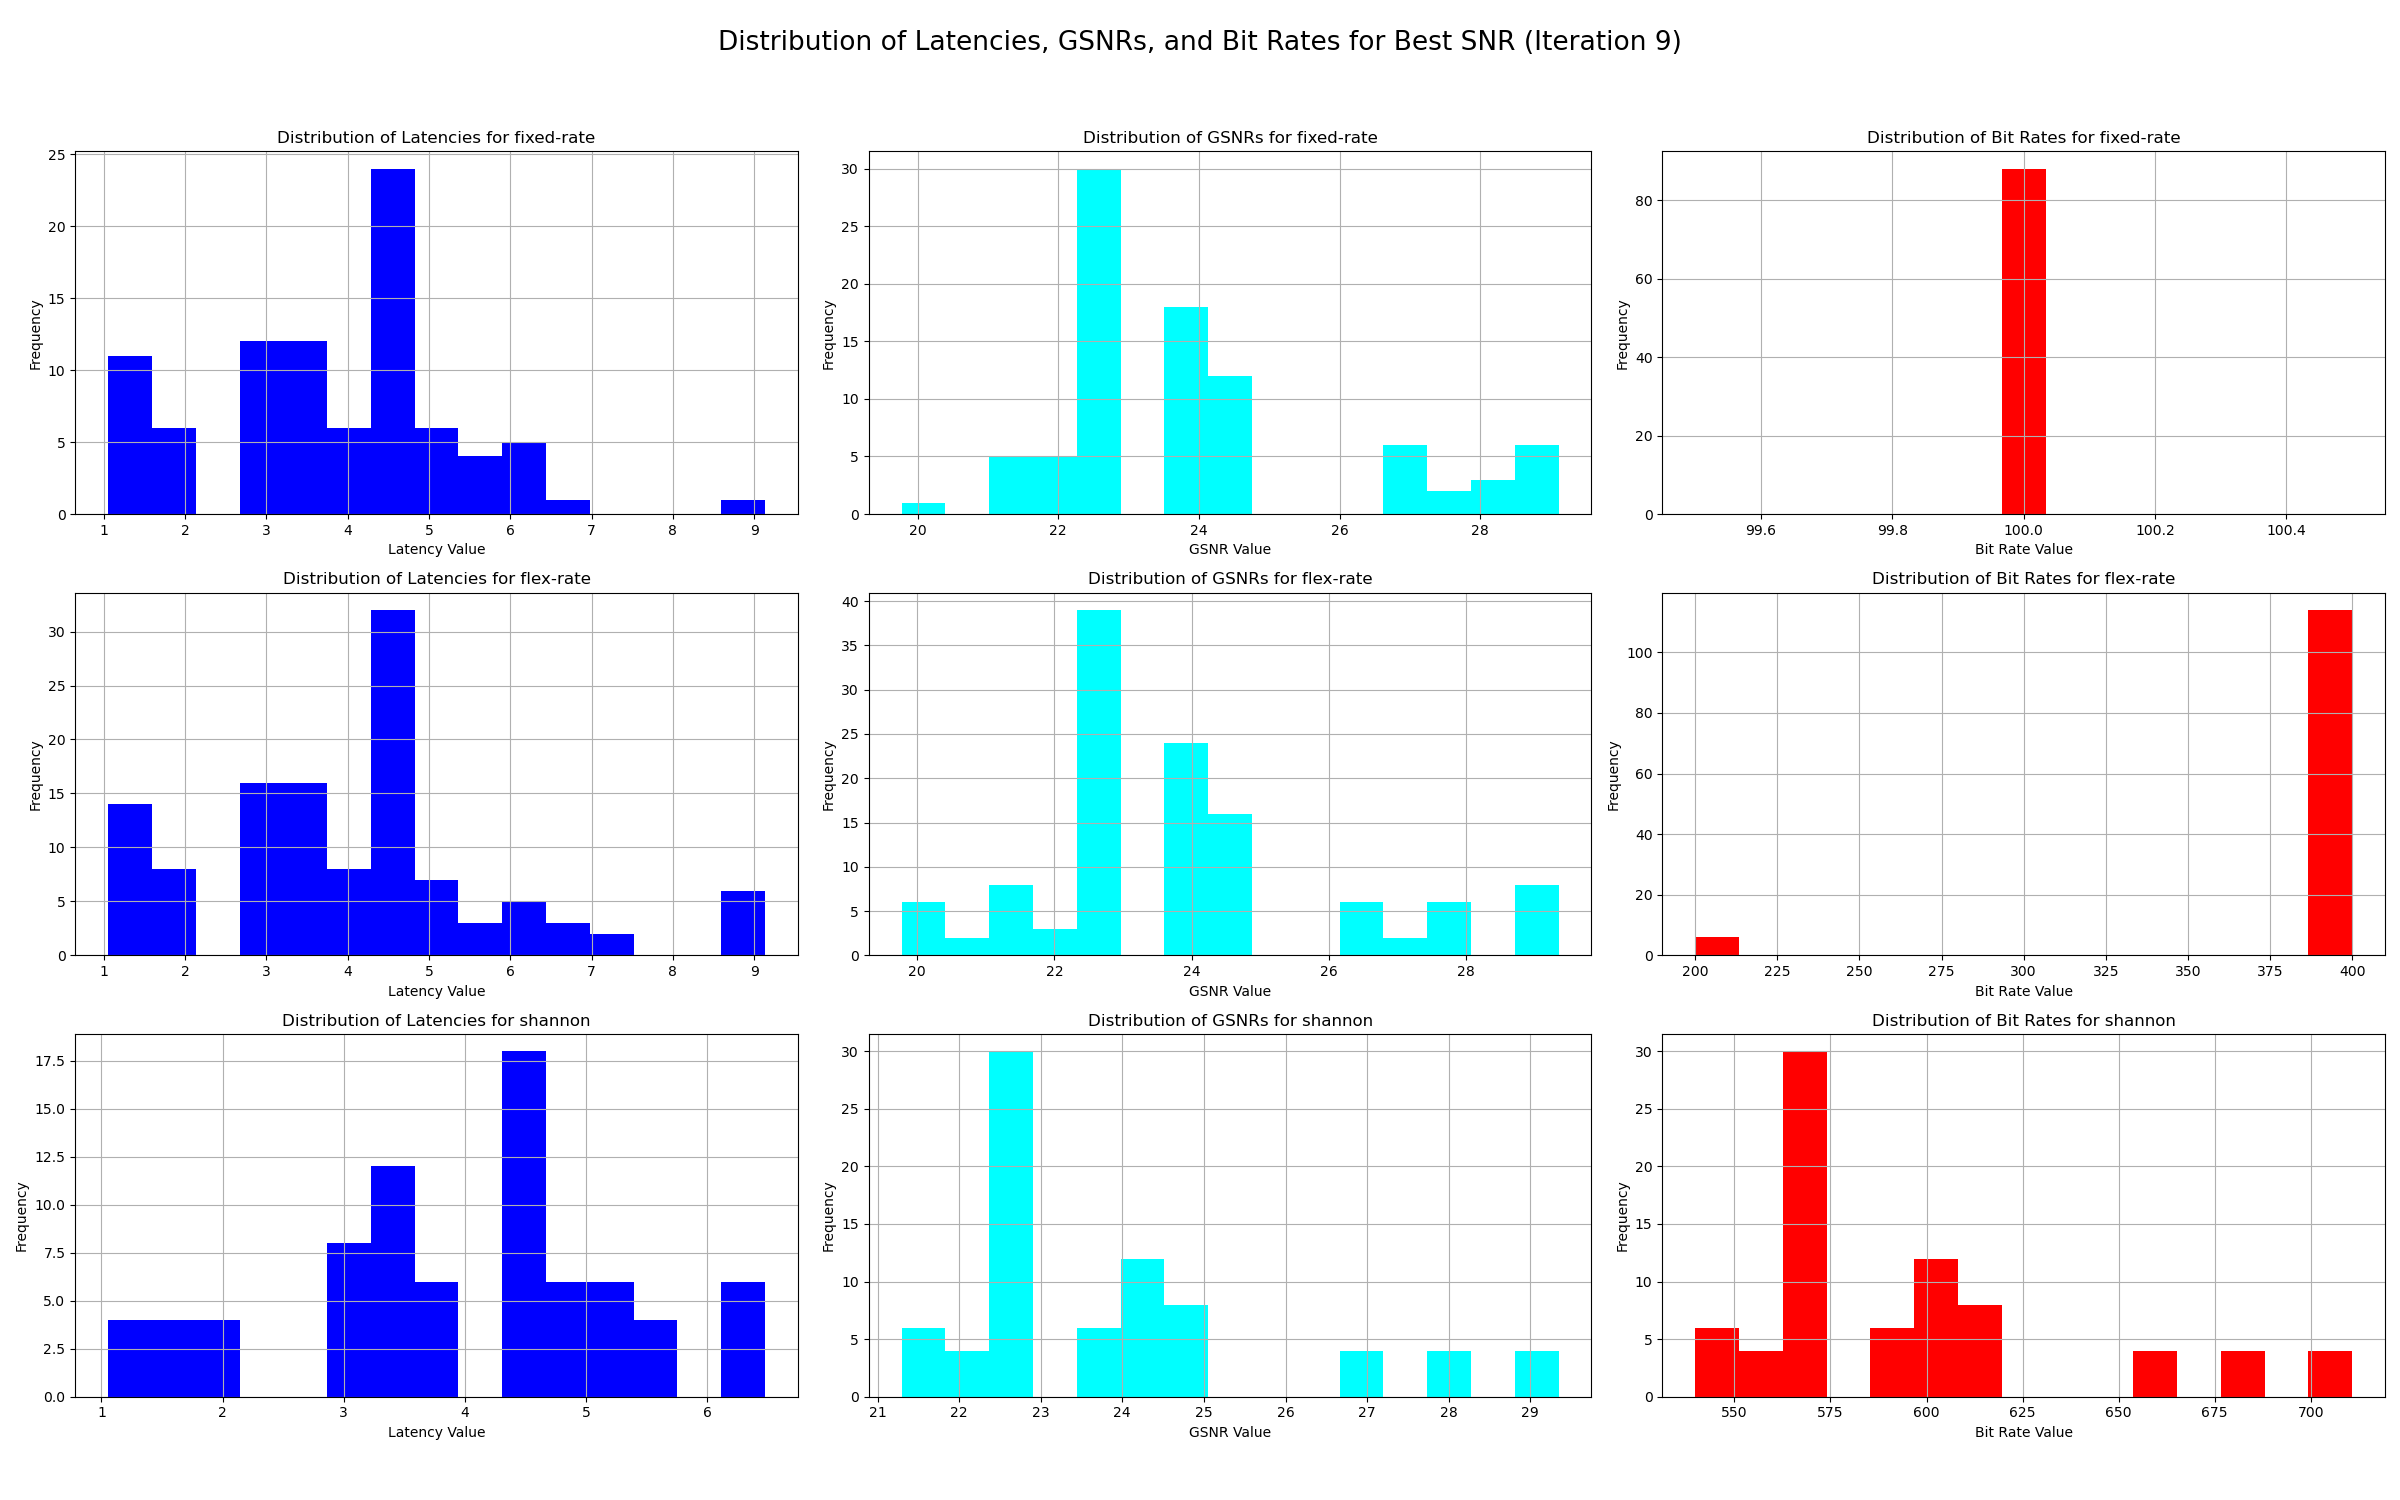 Distribution of Latencies, GSNRs, and Bit Rates for Best SNR (Iteration 9)
Distribution of Latencies for fixed-rate
Frequency
25
20
15
10
5
0
1 2 3 4 5 6 7 8 9
Latency Value
Distribution of GSNRs for fixed-rate
Frequency
30
25
20
15
10
5
0
20 22 24 26 28
GSNR Value
Distribution of Bit Rates for fixed-rate
Frequency
80
60
40
20
0
99.6 99.8 100.0 100.2 100.4
Bit Rate Value
Distribution of Latencies for flex-rate
Frequency
30
25
20
15
10
5
0
1 2 3 4 5 6 7 8 9
Latency Value
Distribution of GSNRs for flex-rate
Frequency
40
35
30
25
20
15
10
5
0
20 22 24 26 28
GSNR Value
Distribution of Bit Rates for flex-rate
Frequency
100
80
60
40
20
0
200 225 250 275 300 325 350 375 400
Bit Rate Value
Distribution of Latencies for shannon
Frequency
17.5
15.0
12.5
10.0
7.5
5.0
2.5
0.0
1 2 3 4 5 6
Latency Value
Distribution of GSNRs for shannon
Frequency
30
25
20
15
10
5
0
21 22 23 24 25 26 27 28 29
GSNR Value
Distribution of Bit Rates for shannon
Frequency
30
25
20
15
10
5
0
550 575 600 625 650 675 700
Bit Rate Value